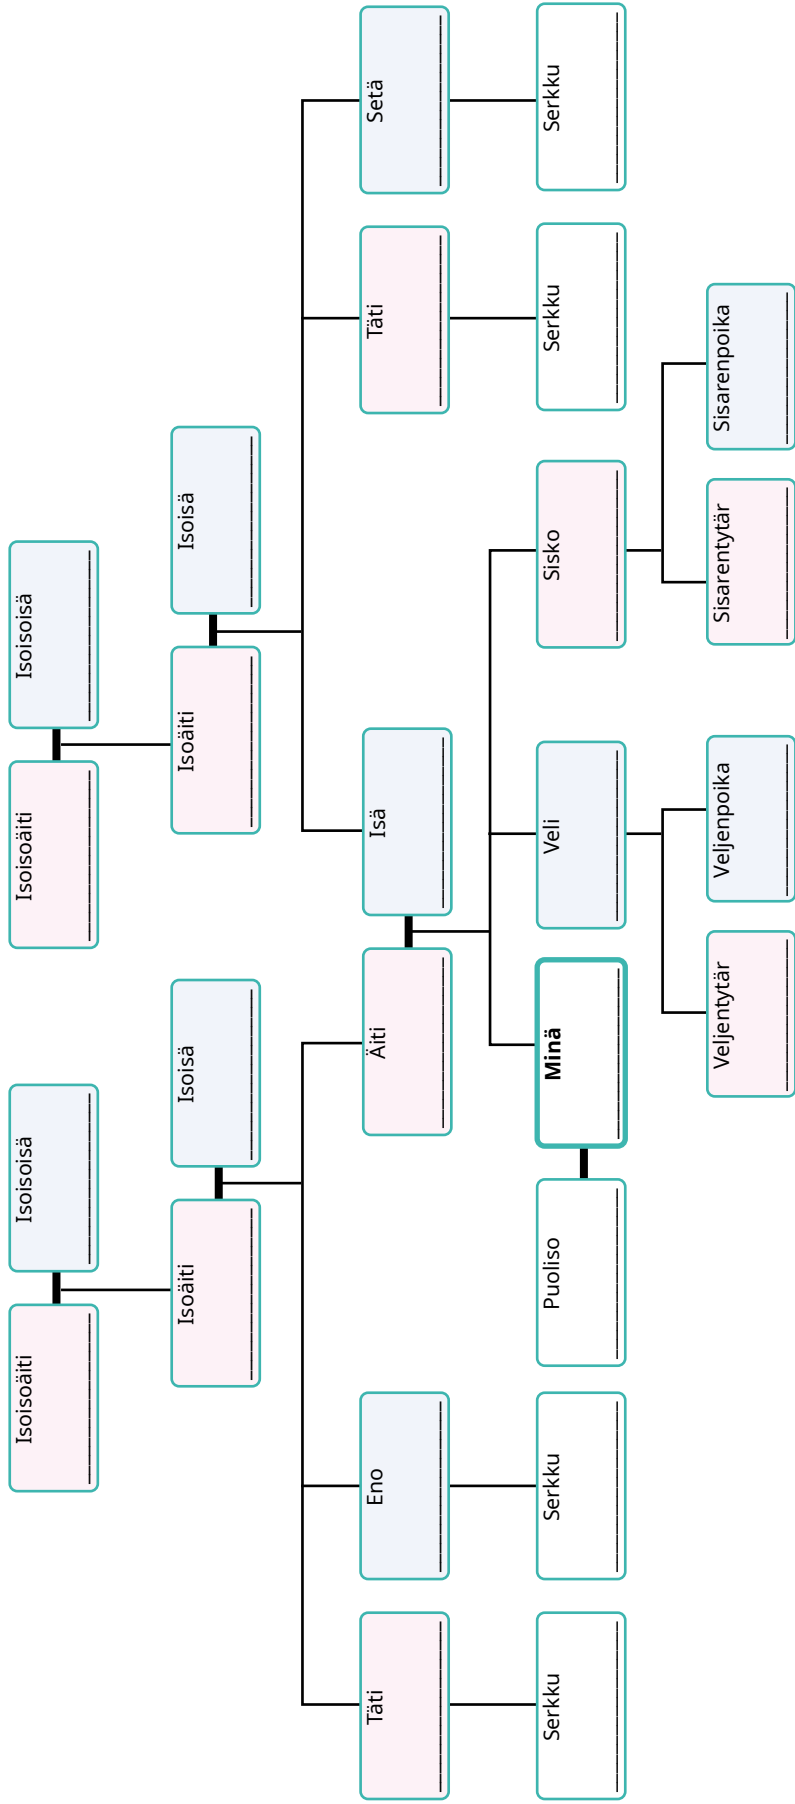 Isoisoäiti
Isoisoisä
Isoisoäiti
Isoisoisä
Isoäiti
Isoisä
Isoäiti
Isoisä
Täti
Eno
Äiti
Isä
Täti
Setä
Serkku
Serkku
Puoliso
Minä
Veli
Sisko
Serkku
Serkku
Veljentytär
Veljenpoika
Sisarentytär
Sisarenpoika